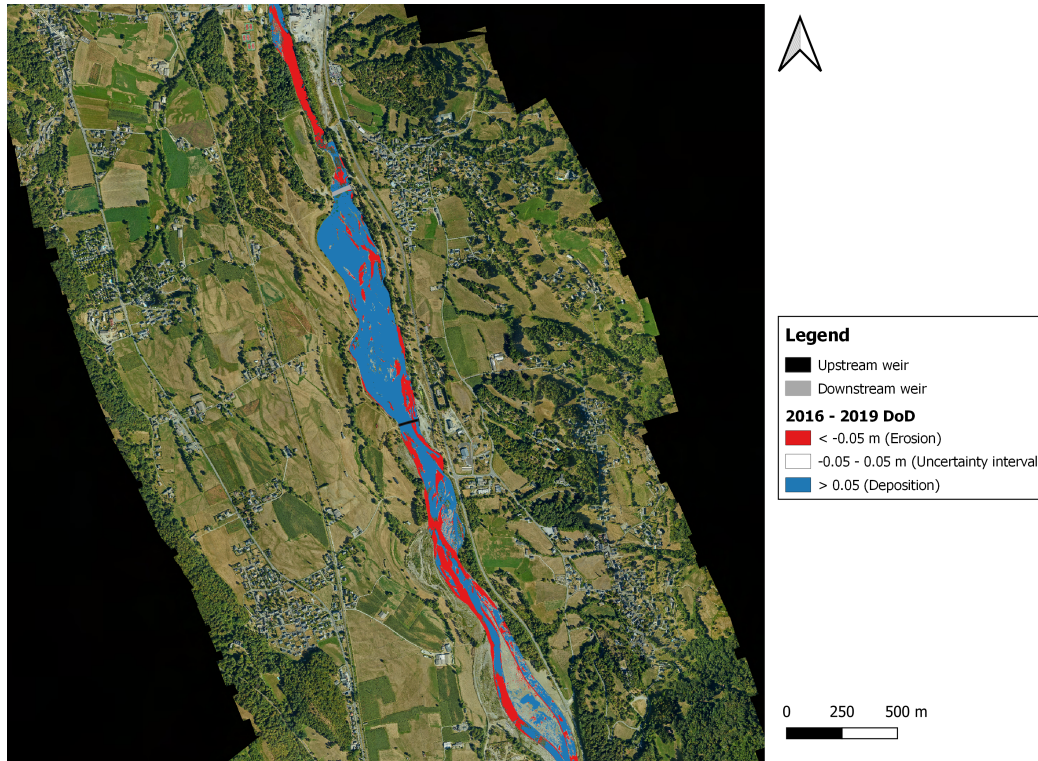 Legend
Upstream weir
Downstream weir
2016 - 2019 DoD
< -0.05 m (Erosion)
-0.05 - 0.05 m (Uncertainty interval
> 0.05 (Deposition)
0 250 500 m